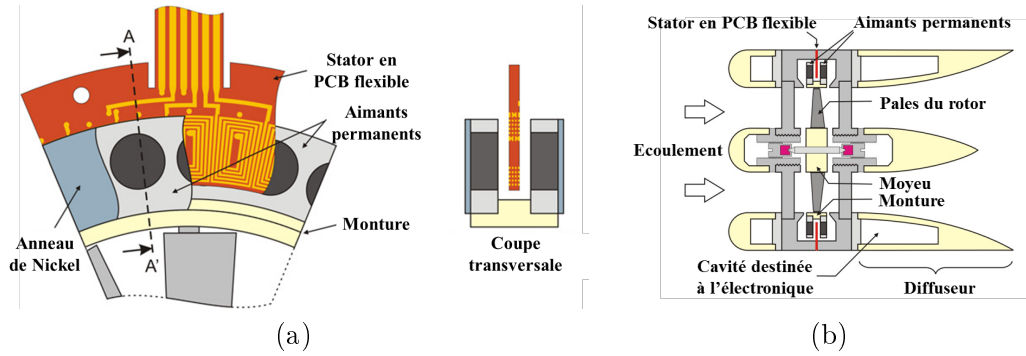 A
Stator en
PCB flexible
Aimants
permanents
Monture
Anneau
de Nickel
A'
Coupe
transversale
(a)
Stator en
PCB flexible
Aimants permanents
Pales du rotor
Ecoulement
Moyeu
Monture
Cavité destinée
à l'électronique
Diffuseur
(b)